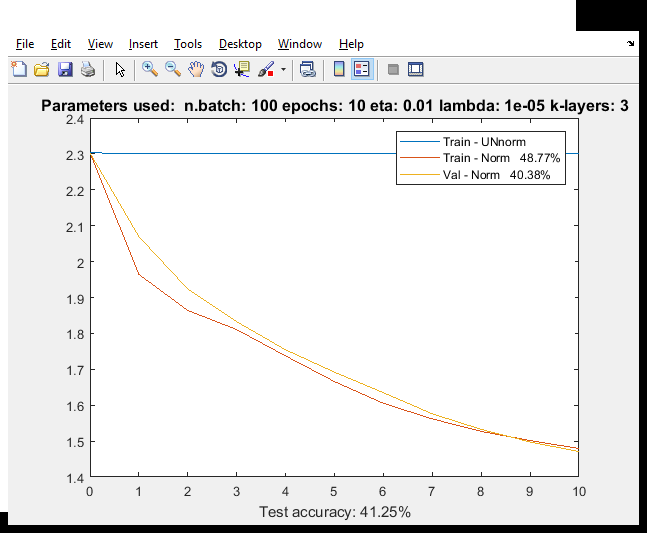 File Edit View Insert Tools Desktop Window Help
Parameters used: n.batch: 100 epochs: 10 eta: 0.01 lambda: 1e-05 k-layers: 3
2.4
2.3
2.2
2.1
2
1.9
1.8
1.7
1.6
1.5
1.4
Train - UNnorm
Train - Norm 48.77%
Val - Norm 40.38%
0 1 2 3 4 5 6 7 8 9 10
Test accuracy: 41.25%